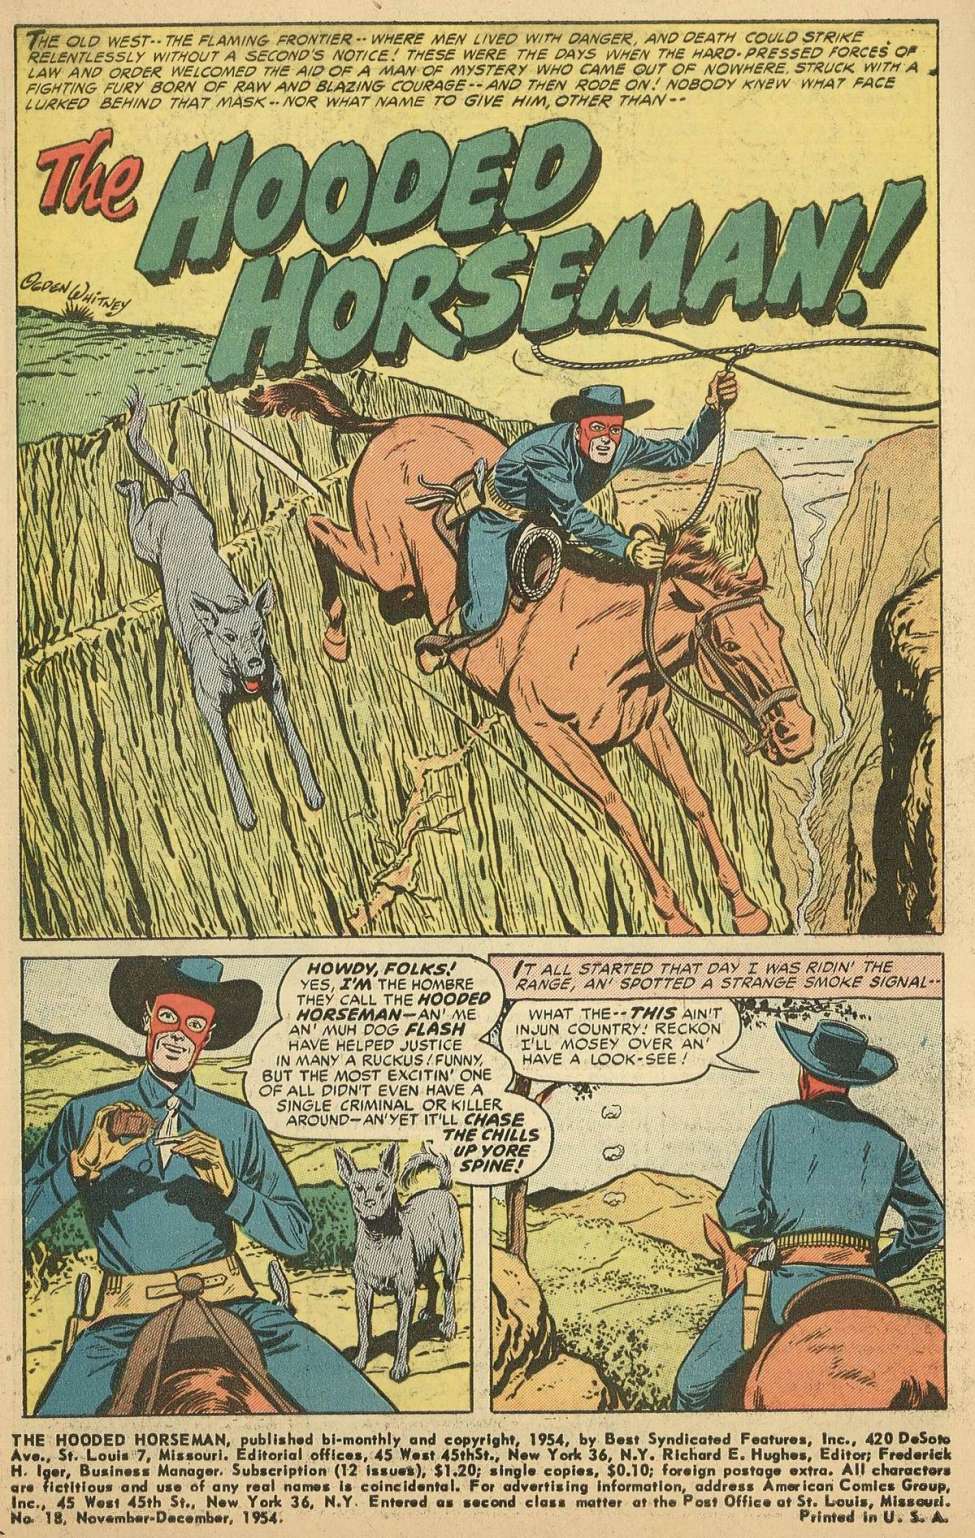 THE OLD WEST--THE FLAMING FRONTIER--WHERE MEN LIVED WITH DANGER, AND DEATH COULD STRIKE
RELENTLESSLY WITHOUT A SECOND'S NOTICE! THESE WERE THE DAYS WHEN THE HARD-PRESSED FORCES OF
LAW AND ORDER WELCOMED THE AID OF A MAN OF MYSTERY WHO CAME OUT OF NOWHERE, STRUCK WITH A
FIGHTING FURY BORN OF RAW AND BLAZING COURAGE--AND THEN RODE ON! NOBODY KNEW WHAT FACE
LURKED BEHIND THAT MASK--NOR WHAT NAME TO GIVE HIM, OTHER THAN--
The HOODED
HORSEMAN!
OGDEN WHITNEY
HOWDY, FOLKS!
YES, I'M THE HOMBRE
THEY CALL THE HOODED
HORSEMAN--AN' ME
AN' MUH DOG FLASH
HAVE HELPED JUSTICE
IN MANY A RUCKUS! FUNNY,
BUT THE MOST EXCITIN' ONE
OF ALL DIDN'T EVEN HAVE A
SINGLE CRIMINAL OR KILLER
AROUND--AN' YET IT'LL CHASE
THE CHILLS
UP YORE
SPINE!
IT ALL STARTED THAT DAY I WAS RIDIN' THE
RANGE, AN' SPOTTED A STRANGE SMOKE SIGNAL--
WHAT THE--THIS AIN'T
INJUN COUNTRY! RECKON
I'LL MOSEY OVER AN'
HAVE A LOOK-SEE!
THE HOODED HORSEMAN, published bi-monthly and copyright, 1954, by Best Syndicated Features, Inc., 420 DeSoto
Ave., St. Louis 7, Missouri. Editorial offices, 45 West 45th St., New York 36, N.Y. Richard E. Hughes, Editor; Frederick
H. Iger, Business Manager. Subscription (12 issues), $1.20; single copies, $0.10; foreign postage extra. All characters
are fictitious and use of any real names is coincidental. For advertising information, address American Comics Group,
Inc., 45 West 45th St., New York 36, N.Y. Entered as second class matter at the Post Office at St. Louis, Missouri.
No. 18, November-December, 1954. Printed in U. S. A.